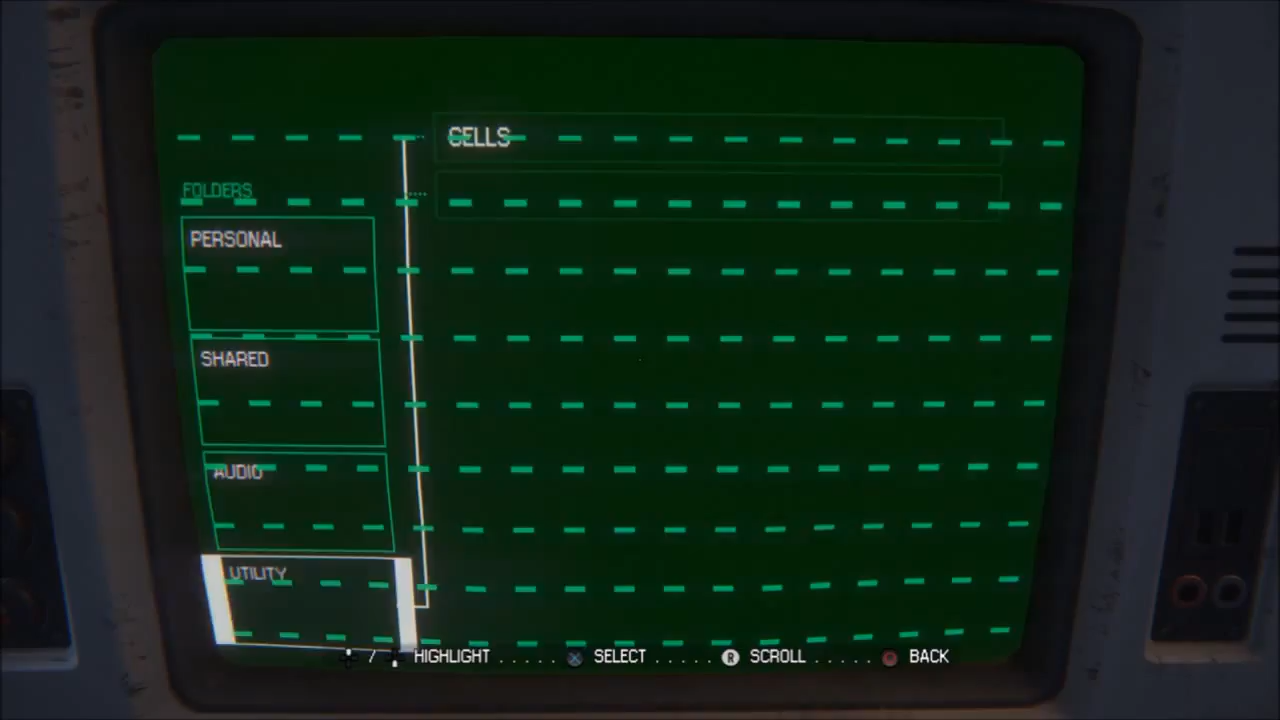 CELLS
FOLDERS
PERSONAL
SHARED
AUDIO
UTILITY
/ HIGHLIGHT ..... SELECT ..... R SCROLL ..... BACK